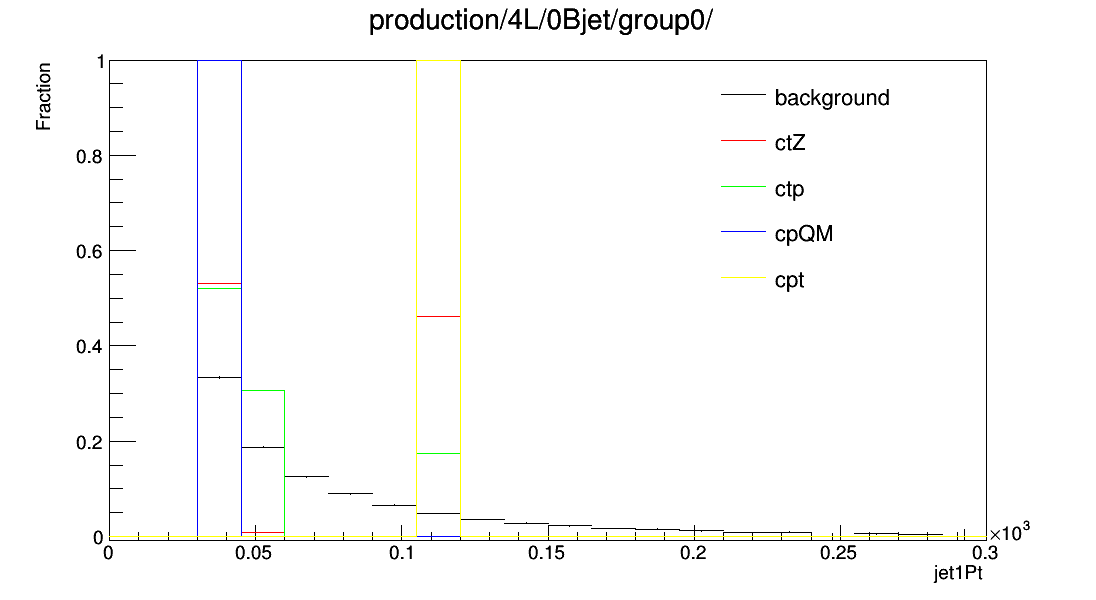 production/4L/0Bjet/group0/
Fraction
1
0.8
0.6
0.4
0.2
0
background
ctZ
ctp
cpQM
cpt
0 0.05 0.1 0.15 0.2 0.25 0.3
×10³
jet1Pt